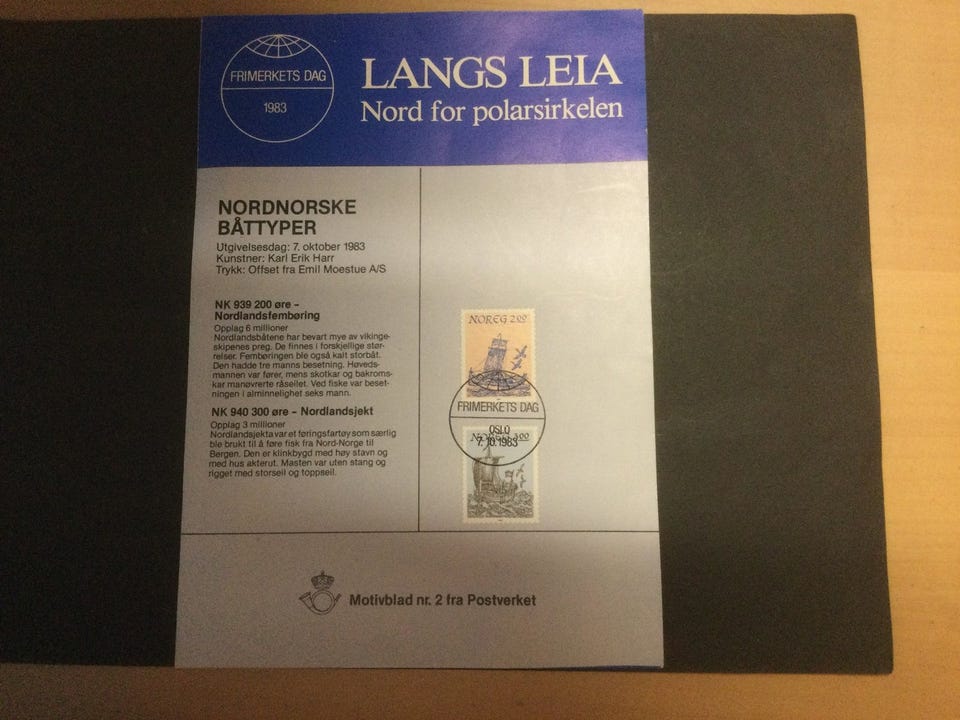 FRIMERKETS DAG
1983
LANGS LEIA
Nord for polarsirkelen
NORDNORSKE
BÅTTYPER
Utgivelsesdag: 7. oktober 1983
Kunstner: Karl Erik Harr
Trykk: Offset fra Emil Moestue A/S
NK 939 200 øre –
Nordlandsfembøring
Opplag 6 millioner
Nordlandsbåtene har bevart mye av vikinge-
skipenes preg. De finnes i forskjellige stør-
relser. Fembøringen ble også kalt storbåt.
Den hadde tre manns besetning. Høveds-
mannen var fører, mens skotkar og bakroms-
kar manøvrerte råseilet. Ved fiske var beset-
ningen i alminnelighet seks mann.
NK 940 300 øre – Nordlandsjekt
Opplag 3 millioner
Nordlandsjekta var et føringsfartøy som særlig
ble brukt til å føre fisk fra Nord-Norge til
Bergen. Den er klinkbygd med høy stavn og
med hus akterut. Masten var uten stang og
rigget med storseil og toppseil.
NOREG 2.00
FRIMERKETS DAG
OSLO
7.10.1983
NOREG 3.00
Motivblad nr. 2 fra Postverket